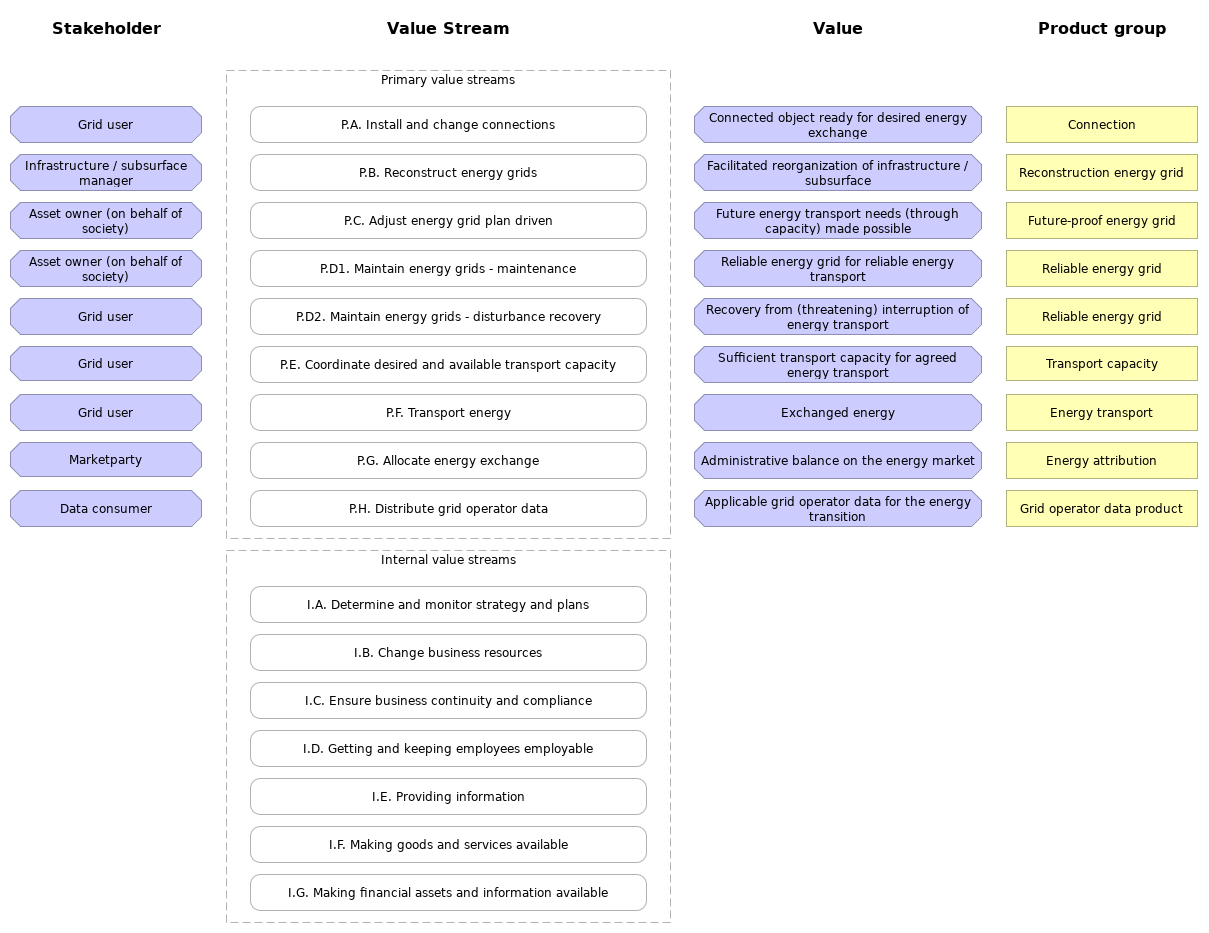 Stakeholder
Value Stream
Value
Product group
Primary value streams
Grid user
P.A. Install and change connections
Connected object ready for desired energy
exchange
Connection
Infrastructure / subsurface
manager
P.B. Reconstruct energy grids
Facilitated reorganization of infrastructure /
subsurface
Reconstruction energy grid
Asset owner (on behalf of
society)
P.C. Adjust energy grid plan driven
Future energy transport needs (through
capacity) made possible
Future-proof energy grid
Asset owner (on behalf of
society)
P.D1. Maintain energy grids - maintenance
Reliable energy grid for reliable energy
transport
Reliable energy grid
Grid user
P.D2. Maintain energy grids - disturbance recovery
Recovery from (threatening) interruption of
energy transport
Reliable energy grid
Grid user
P.E. Coordinate desired and available transport capacity
Sufficient transport capacity for agreed
energy transport
Transport capacity
Grid user
P.F. Transport energy
Exchanged energy
Energy transport
Marketparty
P.G. Allocate energy exchange
Administrative balance on the energy market
Energy attribution
Data consumer
P.H. Distribute grid operator data
Applicable grid operator data for the energy
transition
Grid operator data product
Internal value streams
I.A. Determine and monitor strategy and plans
I.B. Change business resources
I.C. Ensure business continuity and compliance
I.D. Getting and keeping employees employable
I.E. Providing information
I.F. Making goods and services available
I.G. Making financial assets and information available